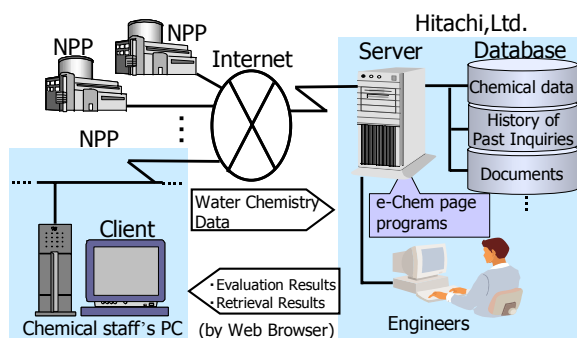 Hitachi,Ltd.
NPP
NPP
Internet
Server
Database
Chemical data
History of
Past Inquiries
Documents
NPP
Water Chemistry
Data
e-Chem page
programs
Client
・Evaluation Results
・Retrieval Results
Chemical staff's PC
(by Web Browser)
Engineers